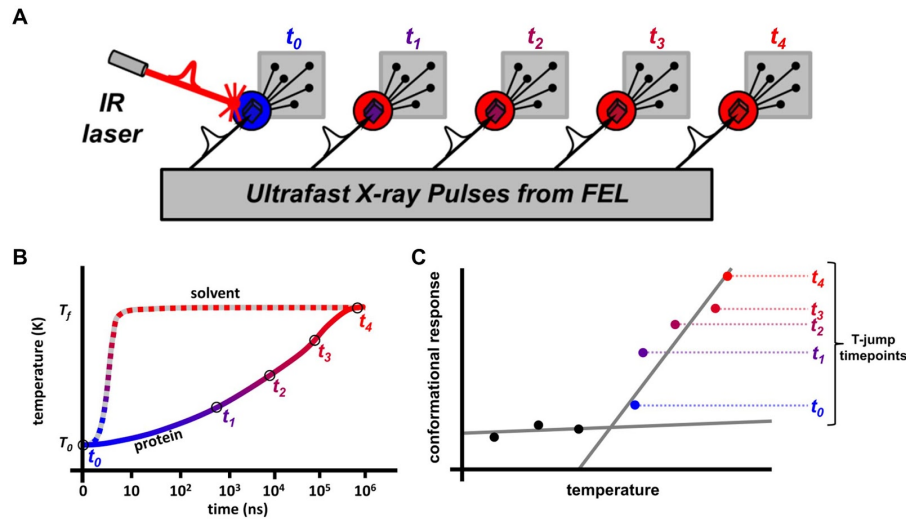 A
t0
t1
t2
t3
t4
IR
laser
Ultrafast X-ray Pulses from FEL
B
temperature (K)
Tf
T0
solvent
protein
t0
t1
t2
t3
t4
0
10
10²
10³
10⁴
10⁵
10⁶
time (ns)
C
conformational response
temperature
t4
t3
t2
t1
t0
T-jump
timepoints